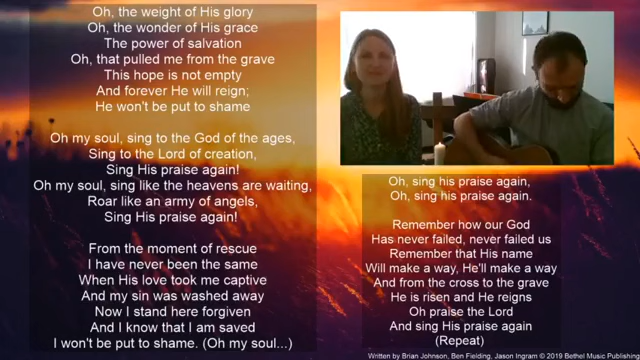 Oh, the weight of His glory
Oh, the wonder of His grace
The power of salvation
Oh, that pulled me from the grave
This hope is not empty
And forever He will reign;
He won't be put to shame
Oh my soul, sing to the God of the ages,
Sing to the Lord of creation,
Sing His praise again!
Oh my soul, sing like the heavens are waiting,
Roar like an army of angels,
Sing His praise again!
From the moment of rescue
I have never been the same
When His love took me captive
And my sin was washed away
Now I stand here forgiven
And I know that I am saved
I won't be put to shame. (Oh my soul...)
Oh, sing his praise again,
Oh, sing his praise again.
Remember how our God
Has never failed, never failed us
Remember that His name
Will make a way, He'll make a way
And from the cross to the grave
He is risen and He reigns
Oh praise the Lord
And sing His praise again
(Repeat)
Written by Brian Johnson, Ben Fielding, Jason Ingram © 2019 Bethel Music Publishing